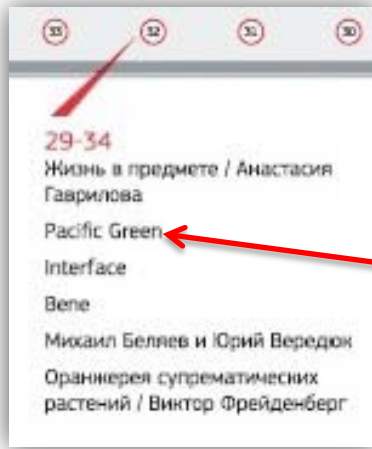 33 32 31 30
29-34
Жизнь в предмете / Анастасия
Гаврилова
Pacific Green
Interface
Bene
Михаил Беляев и Юрий Вередюк
Оранжерея супрематических
растений / Виктор Фрейденберг